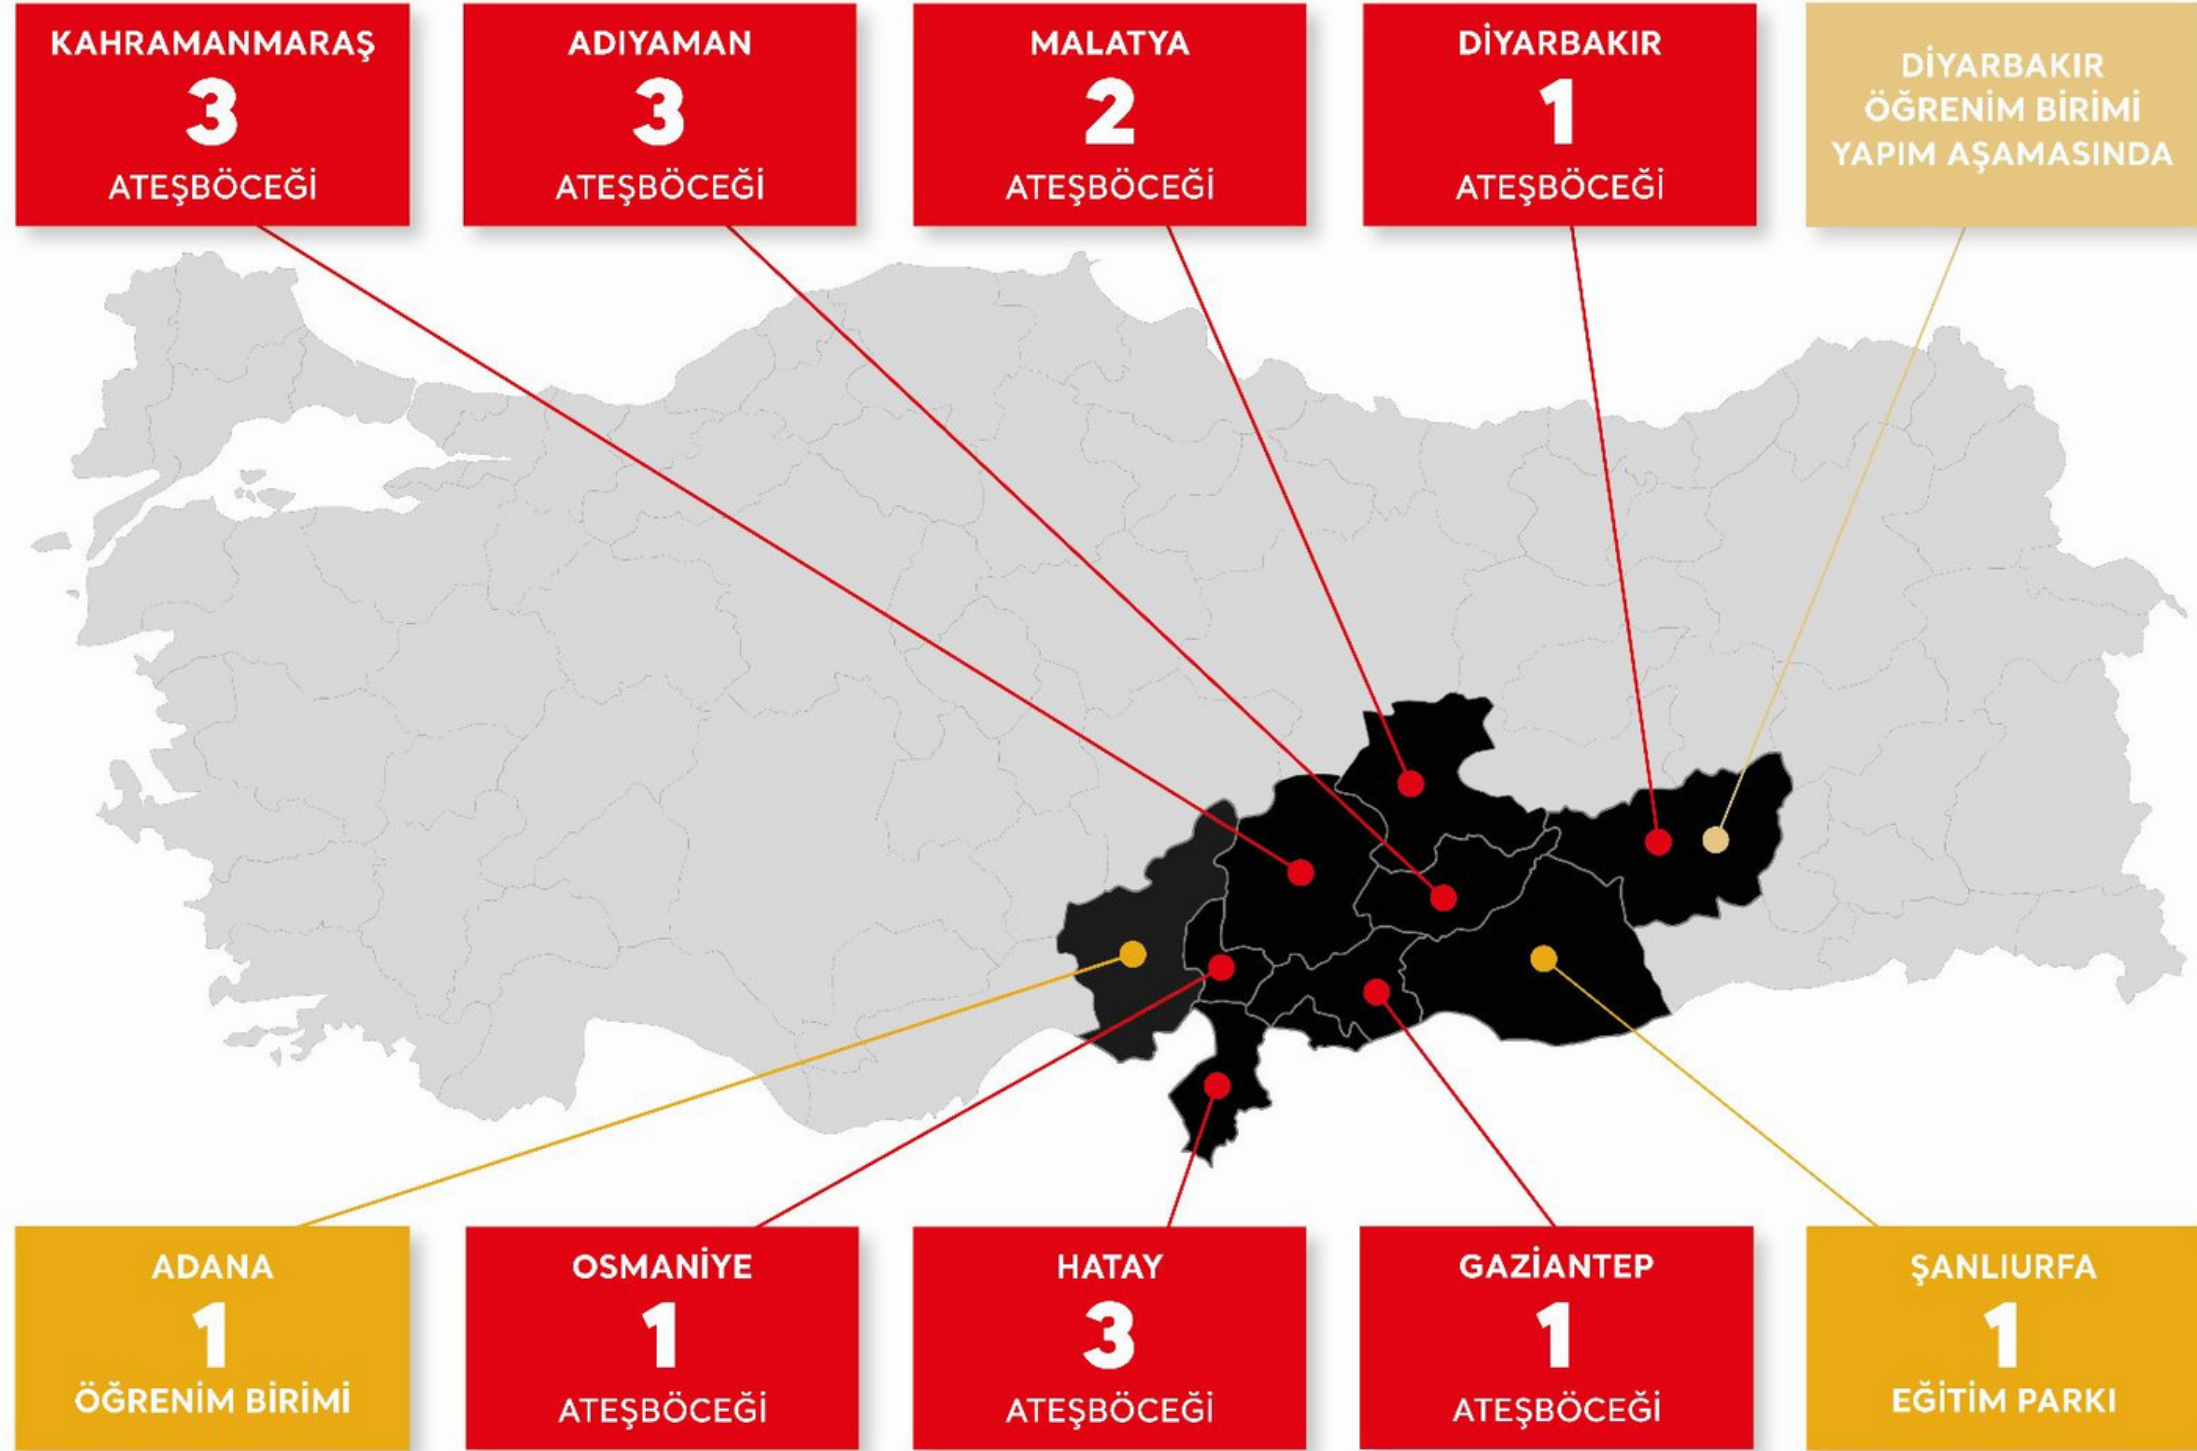 KAHRAMANMARAŞ
3
ATEŞBÖCEĞİ
ADIYAMAN
3
ATEŞBÖCEĞİ
MALATYA
2
ATEŞBÖCEĞİ
DİYARBAKIR
1
ATEŞBÖCEĞİ
DİYARBAKIR
ÖĞRENİM BİRİMİ
YAPIM AŞAMASINDA
ADANA
1
ÖĞRENİM BİRİMİ
OSMANİYE
1
ATEŞBÖCEĞİ
HATAY
3
ATEŞBÖCEĞİ
GAZİANTEP
1
ATEŞBÖCEĞİ
ŞANLIURFA
1
EĞİTİM PARKI